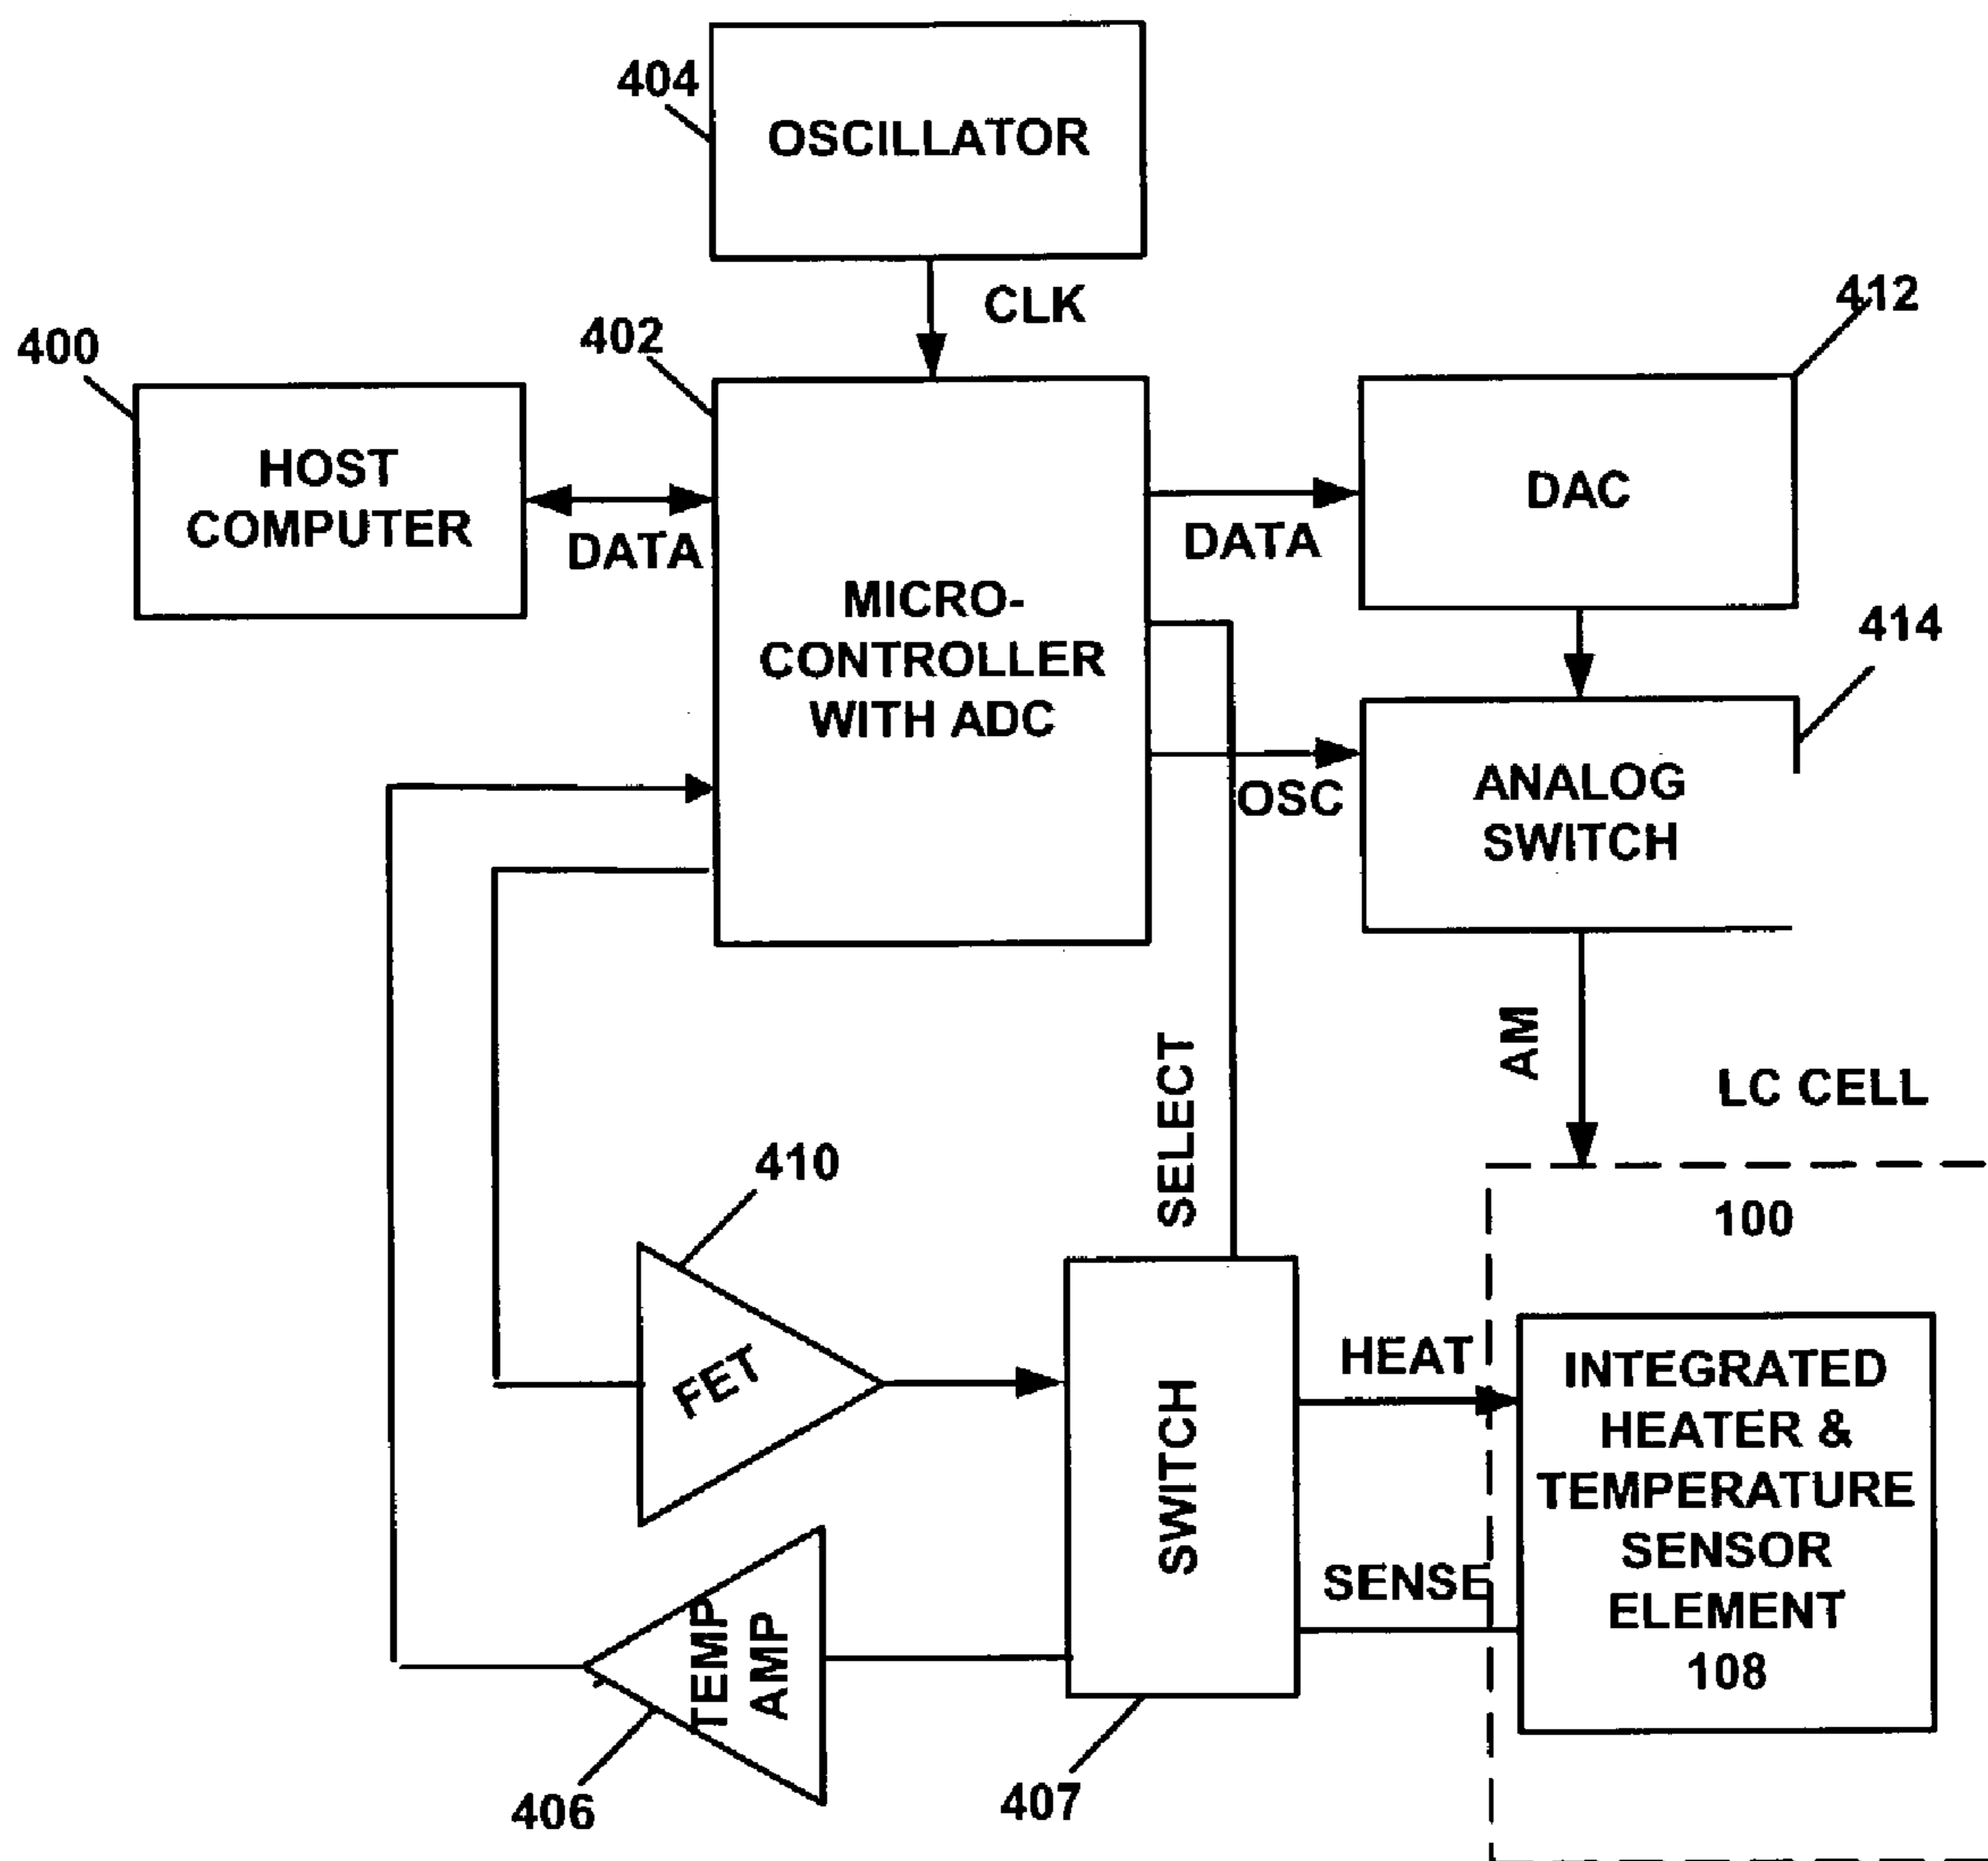 404
OSCILLATOR
CLK
412
400
402
HOST
COMPUTER
DATA
MICRO-
CONTROLLER
WITH ADC
DATA
DAC
414
OSC
ANALOG
SWITCH
AM
SELECT
LC CELL
100
410
FET
SWITCH
HEAT
INTEGRATED
HEATER &
TEMPERATURE
SENSOR
ELEMENT
108
SENSE
TEMP
AMP
406
407